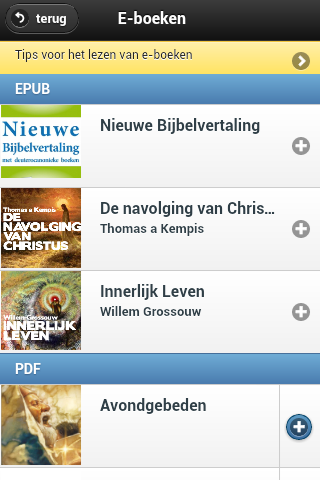 terug
E-boeken
Tips voor het lezen van e-boeken
EPUB
Nieuwe
Bijbelvertaling
met deuterocanonieke boeken
Nieuwe Bijbelvertaling
Thomas a Kempis
DE
NAVOLGING
VAN
CHRISTUS
De navolging van Chris...
Thomas a Kempis
Willem Grossouw
INNERLIJK
LEVEN
Innerlijk Leven
Willem Grossouw
PDF
Avondgebeden